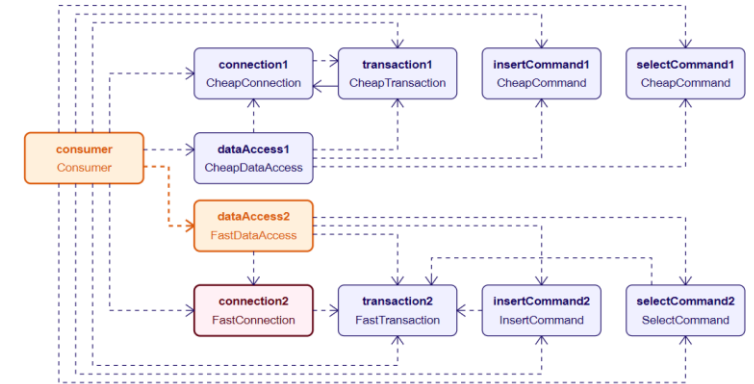 connection1
CheapConnection
transaction1
CheapTransaction
insertCommand1
CheapCommand
selectCommand1
CheapCommand
consumer
Consumer
dataAccess1
CheapDataAccess
dataAccess2
FastDataAccess
connection2
FastConnection
transaction2
FastTransaction
insertCommand2
InsertCommand
selectCommand2
SelectCommand